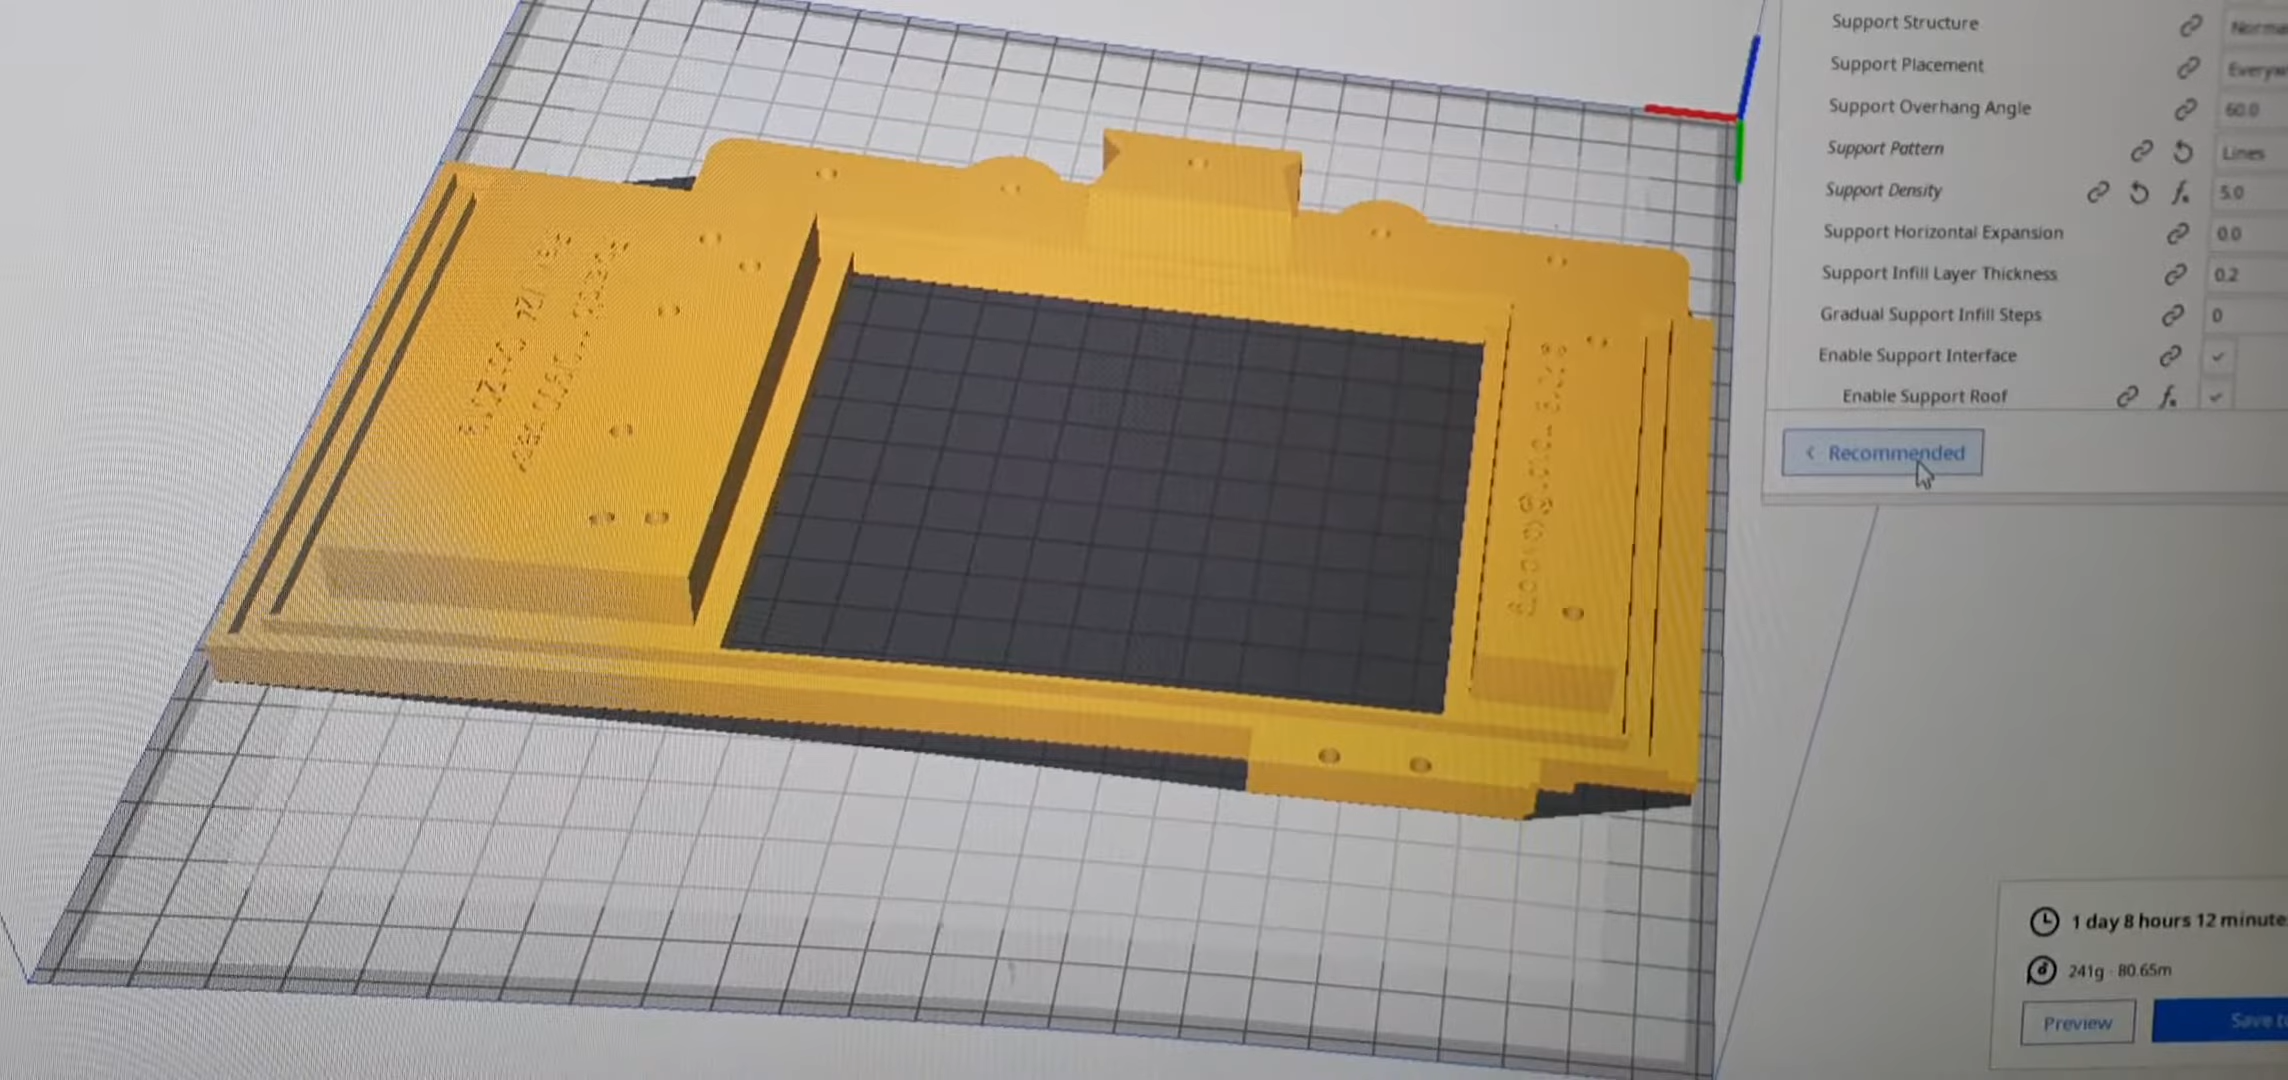 Support Structure
Support Placement
Support Overhang Angle 60.0
Support Pattern Lines
Support Density 5.0
Support Horizontal Expansion 0.0
Support Infill Layer Thickness 0.2
Gradual Support Infill Steps 0
Enable Support Interface
Enable Support Roof
Recommended
1 day 8 hours 12 minute
241g · 80.65m
Preview
Save to